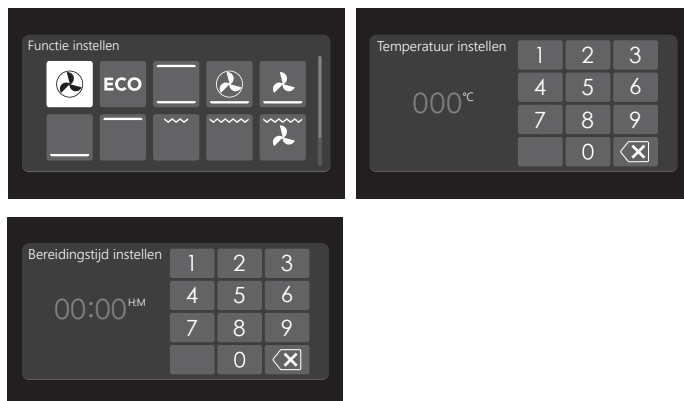 Functie instellen
ECO
Temperatuur instellen
000°C
1 2 3
4 5 6
7 8 9
0
Bereidingstijd instellen
00:00 H:M
1 2 3
4 5 6
7 8 9
0